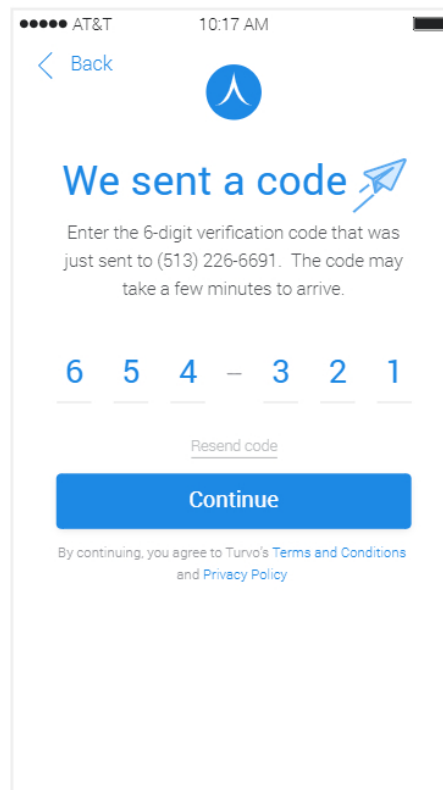 AT&T 10:17 AM
Back
We sent a code
Enter the 6-digit verification code that was
just sent to (513) 226-6691. The code may
take a few minutes to arrive.
6 5 4 – 3 2 1
Resend code
Continue
By continuing, you agree to Turvo's Terms and Conditions
and Privacy Policy